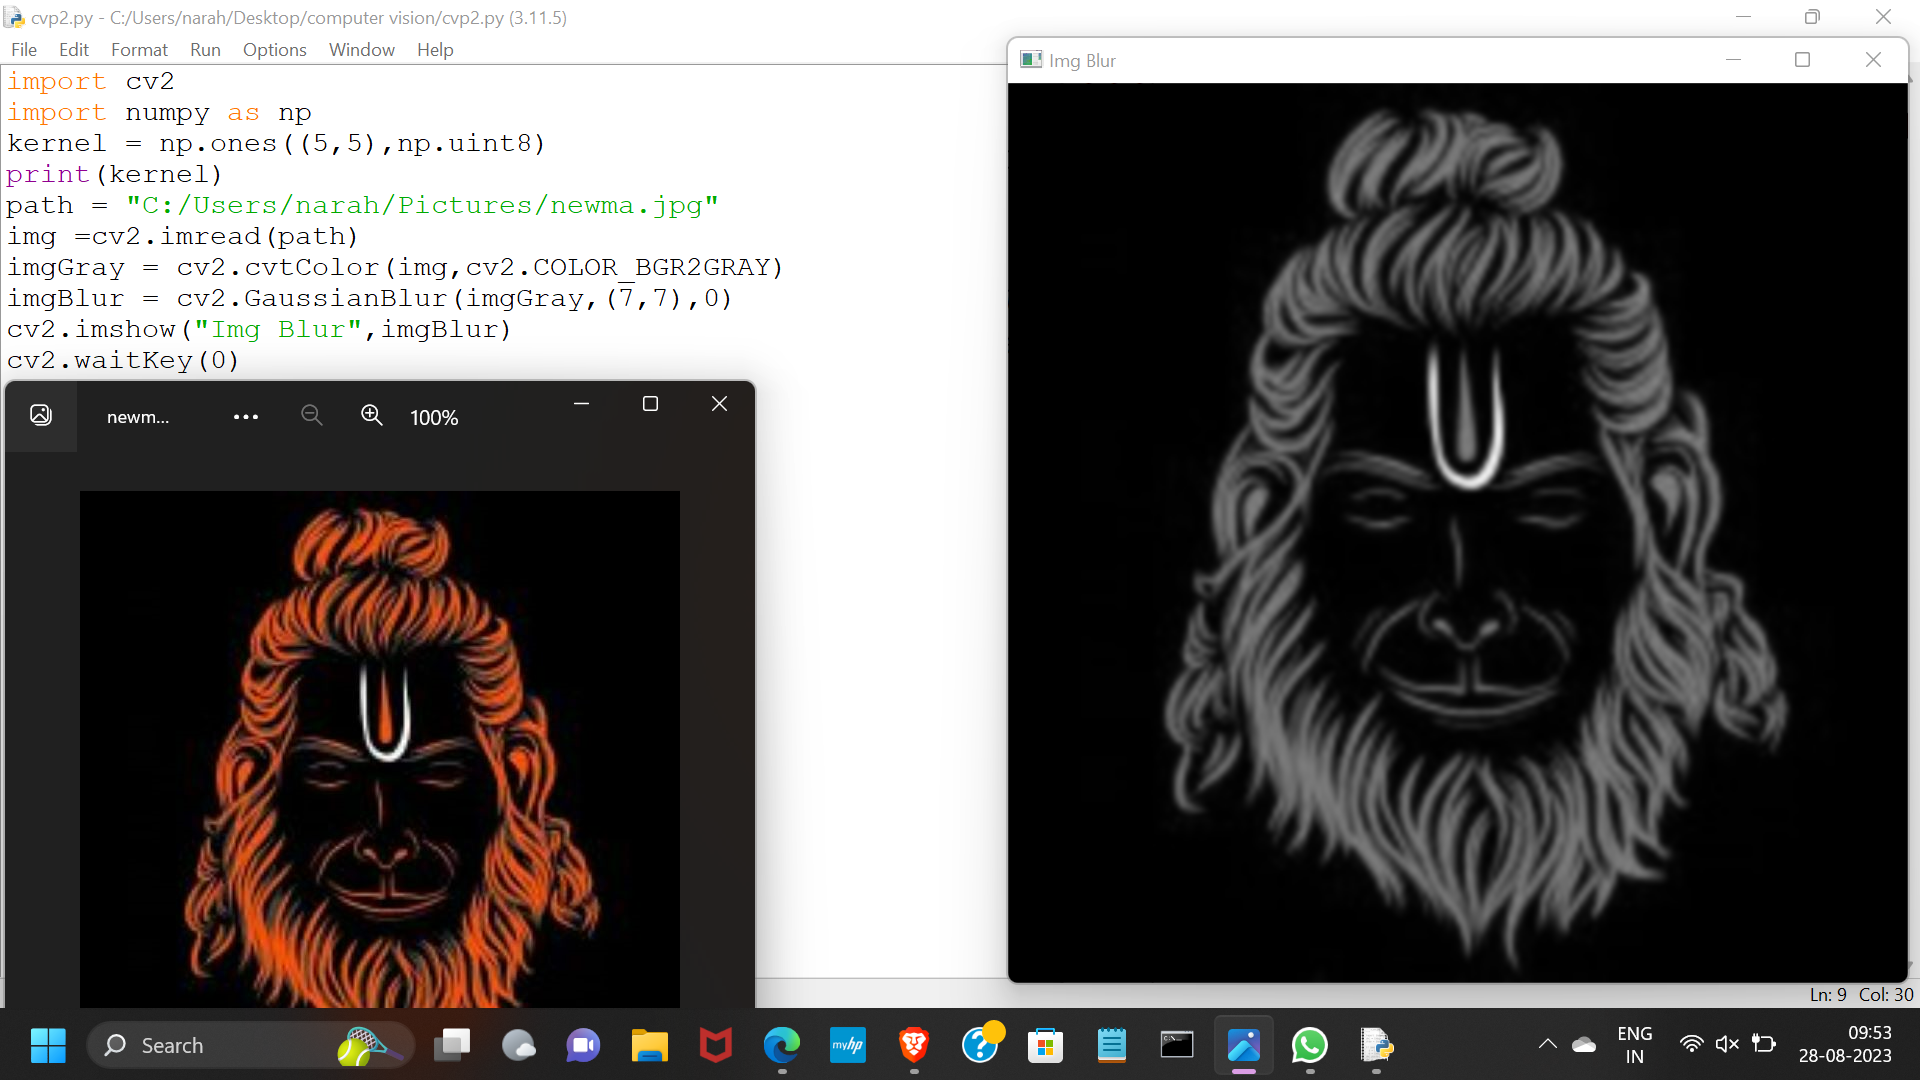 cvp2.py - C:/Users/narah/Desktop/computer vision/cvp2.py (3.11.5)
File Edit Format Run Options Window Help
import cv2
import numpy as np
kernel = np.ones((5,5),np.uint8)
print(kernel)
path = "C:/Users/narah/Pictures/newma.jpg"
img =cv2.imread(path)
imgGray = cv2.cvtColor(img,cv2.COLOR_BGR2GRAY)
imgBlur = cv2.GaussianBlur(imgGray,(7,7),0)
cv2.imshow("Img Blur",imgBlur)
cv2.waitKey(0)
newm... ••• 100%
Img Blur
Ln: 9 Col: 30
Search
myhp
ENG
IN
09:53
28-08-2023